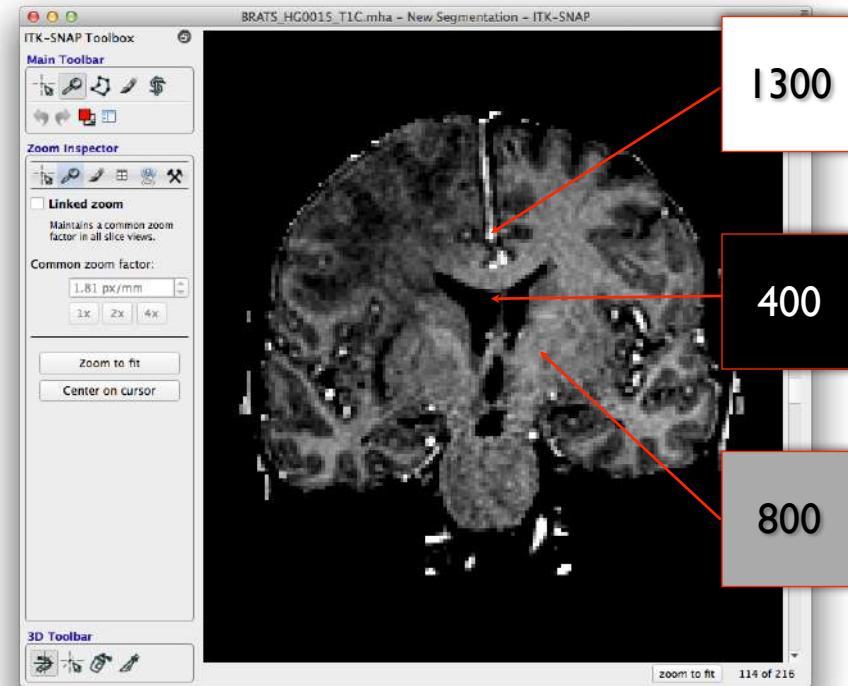 BRATS_HG0015_T1C.mha - New Segmentation - ITK-SNAP
ITK-SNAP Toolbox
Main Toolbar
Zoom Inspector
Linked zoom
Maintains a common zoom
factor in all slice views.
Common zoom factor:
1.81 px/mm
1x 2x 4x
Zoom to fit
Center on cursor
3D Toolbar
1300
400
800
zoom to fit 114 of 216